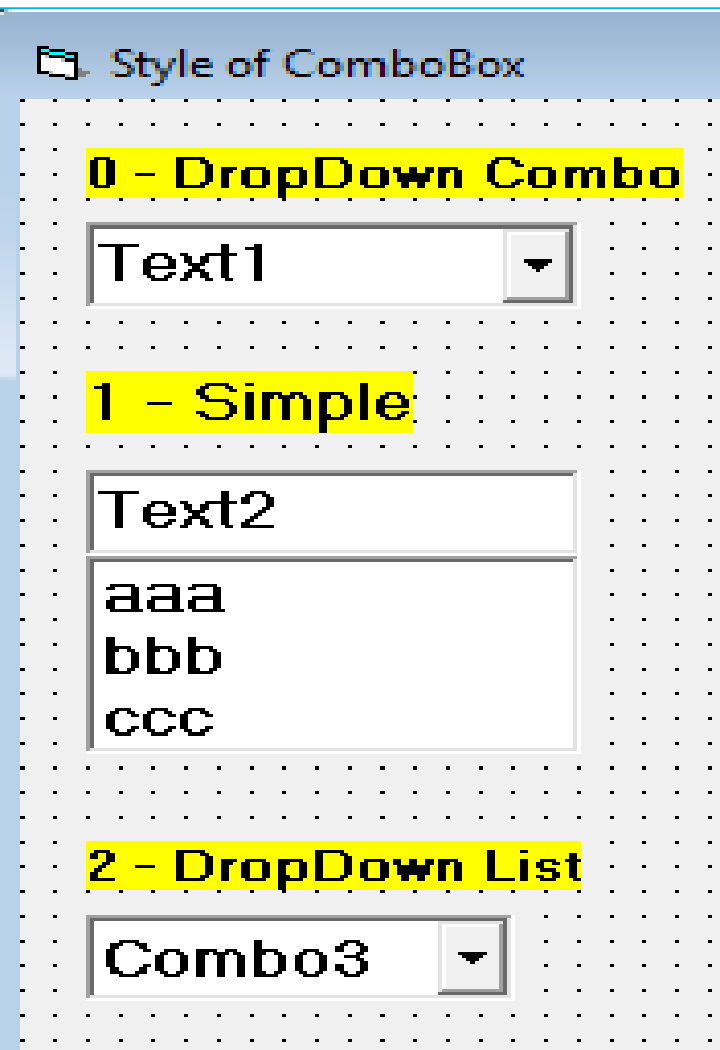 Style of ComboBox
0 - DropDown Combo
Text1
1 - Simple
Text2
aaa
bbb
ccc
2 - DropDown List
Combo3